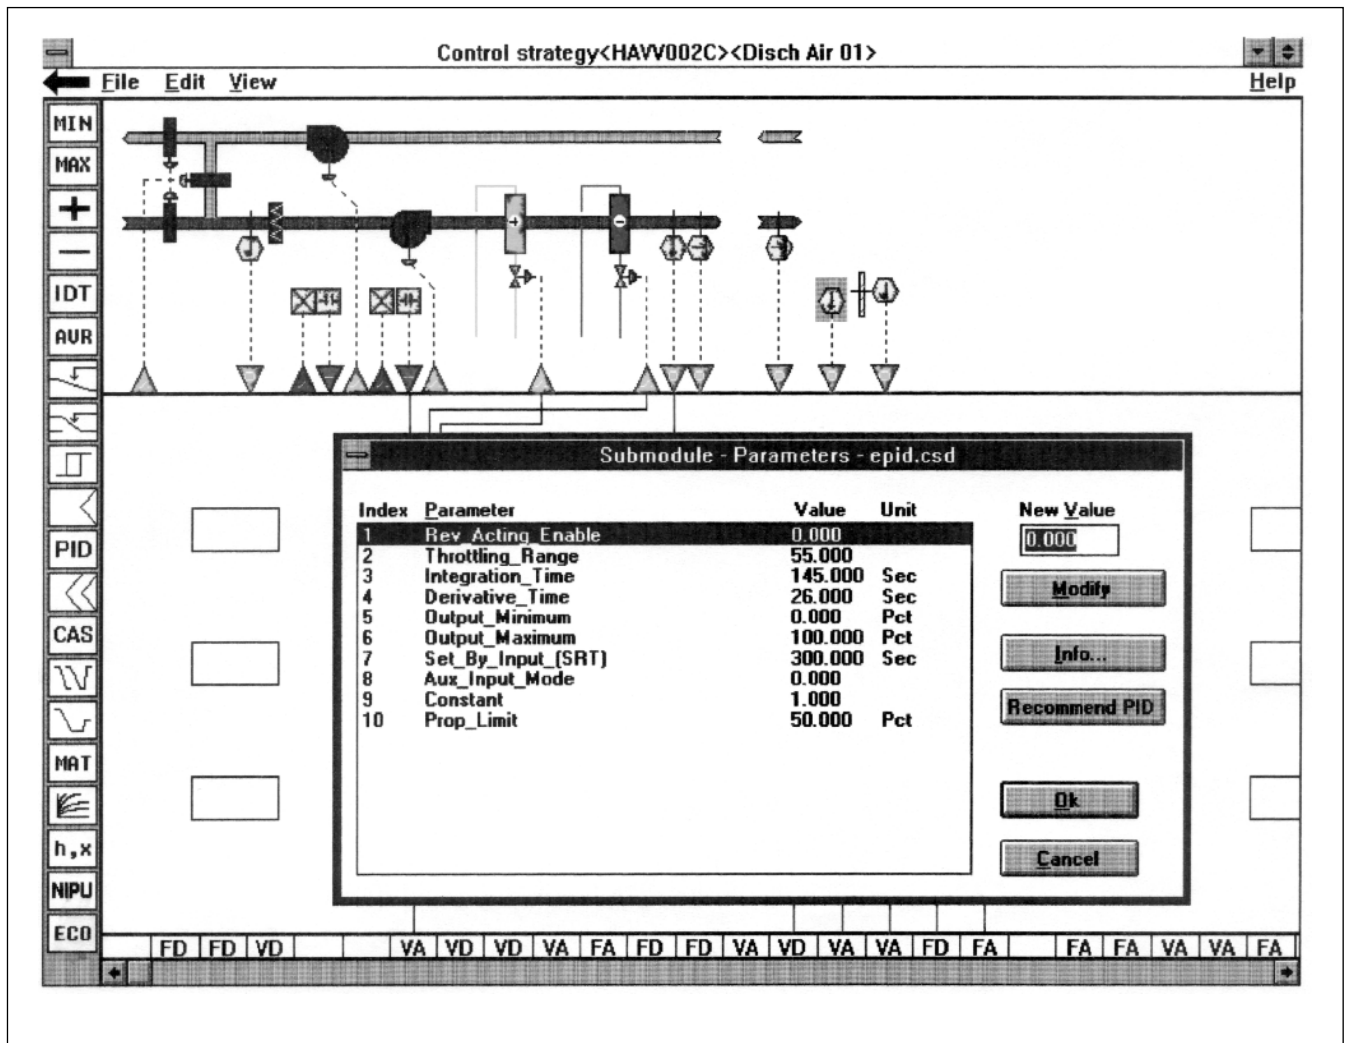 Control strategy<HAVV002C><Disch Air 01>
File Edit View Help
MIN
MAX
+
–
IDT
AVR
PID
CAS
MAT
h,x
NIPU
ECO
Submodule - Parameters - epid.csd
Index Parameter Value Unit New Value
1 Rev_Acting_Enable 0.000 0.000
2 Throttling_Range 55.000
3 Integration_Time 145.000 Sec
4 Derivative_Time 26.000 Sec
5 Output_Minimum 0.000 Pct
6 Output_Maximum 100.000 Pct
7 Set_By_Input_(SRT) 300.000 Sec
8 Aux_Input_Mode 0.000
9 Constant 1.000
10 Prop_Limit 50.000 Pct
Modify
Info...
Recommend PID
Ok
Cancel
FD FD VD VA VD VD VA FA FD FD VA VD VA VA FD FA FA FA VA VA FA